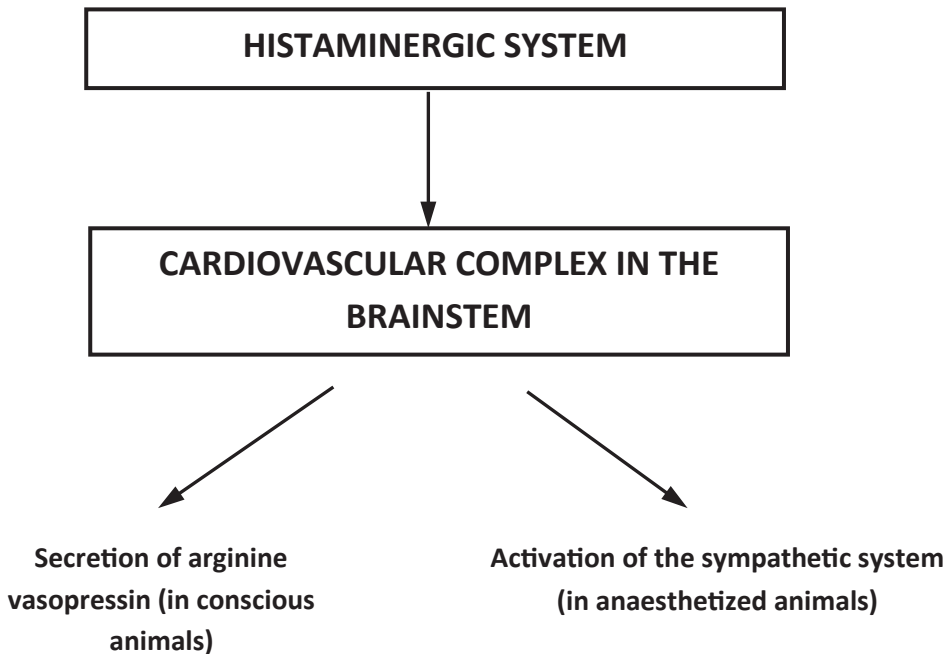 HISTAMINERGIC SYSTEM
CARDIOVASCULAR COMPLEX IN THE
BRAINSTEM
Secretion of arginine
vasopressin (in conscious
animals)
Activation of the sympathetic system
(in anaesthetized animals)